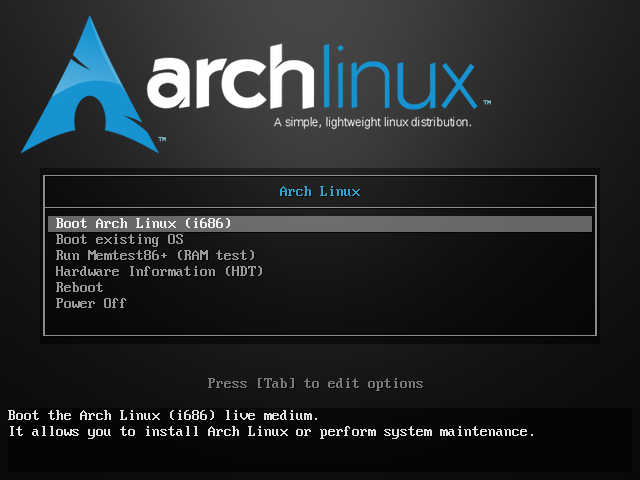 archlinux™
A simple, lightweight linux distribution.
™
Arch Linux
Boot Arch Linux (i686)
Boot existing OS
Run Memtest86+ (RAM test)
Hardware Information (HDT)
Reboot
Power Off
Press [Tab] to edit options
Boot the Arch Linux (i686) live medium.
It allows you to install Arch Linux or perform system maintenance.